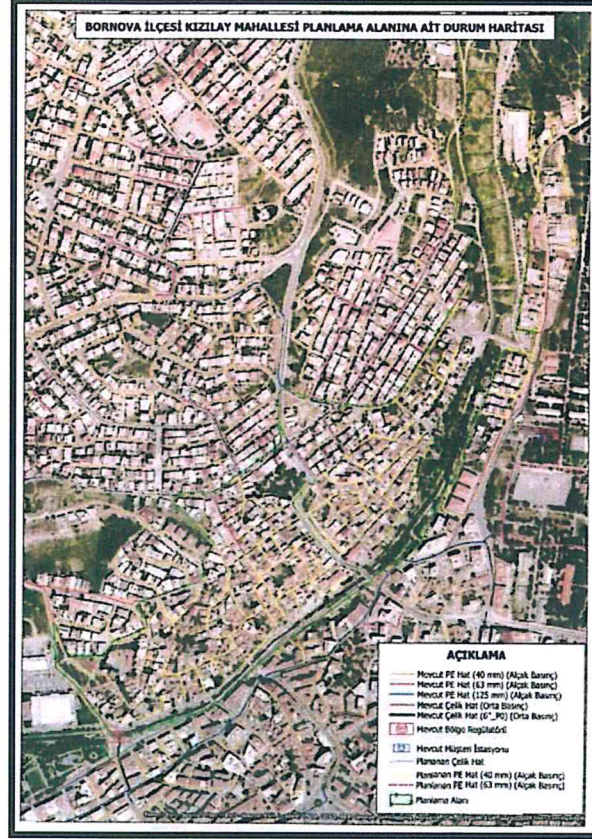 BORNOVA İLÇESİ KIZILAY MAHALLESİ PLANLAMA ALANINA AİT DURUM HARİTASI
AÇIKLAMA
Mevcut PE Hat (40 mm) (Alçak Basınç)
Mevcut PE Hat (63 mm) (Alçak Basınç)
Mevcut PE Hat (125 mm) (Alçak Basınç)
Mevcut Çelik Hat (Orta Basınç)
Mevcut Çelik Hat (6"_P0) (Orta Basınç)
Mevcut Bölge Regülatörü
Mevcut Müşteri İstasyonu
Planlanan Çelik Hat
Planlanan PE Hat (40 mm) (Alçak Basınç)
Planlanan PE Hat (63 mm) (Alçak Basınç)
Planlama Alanı